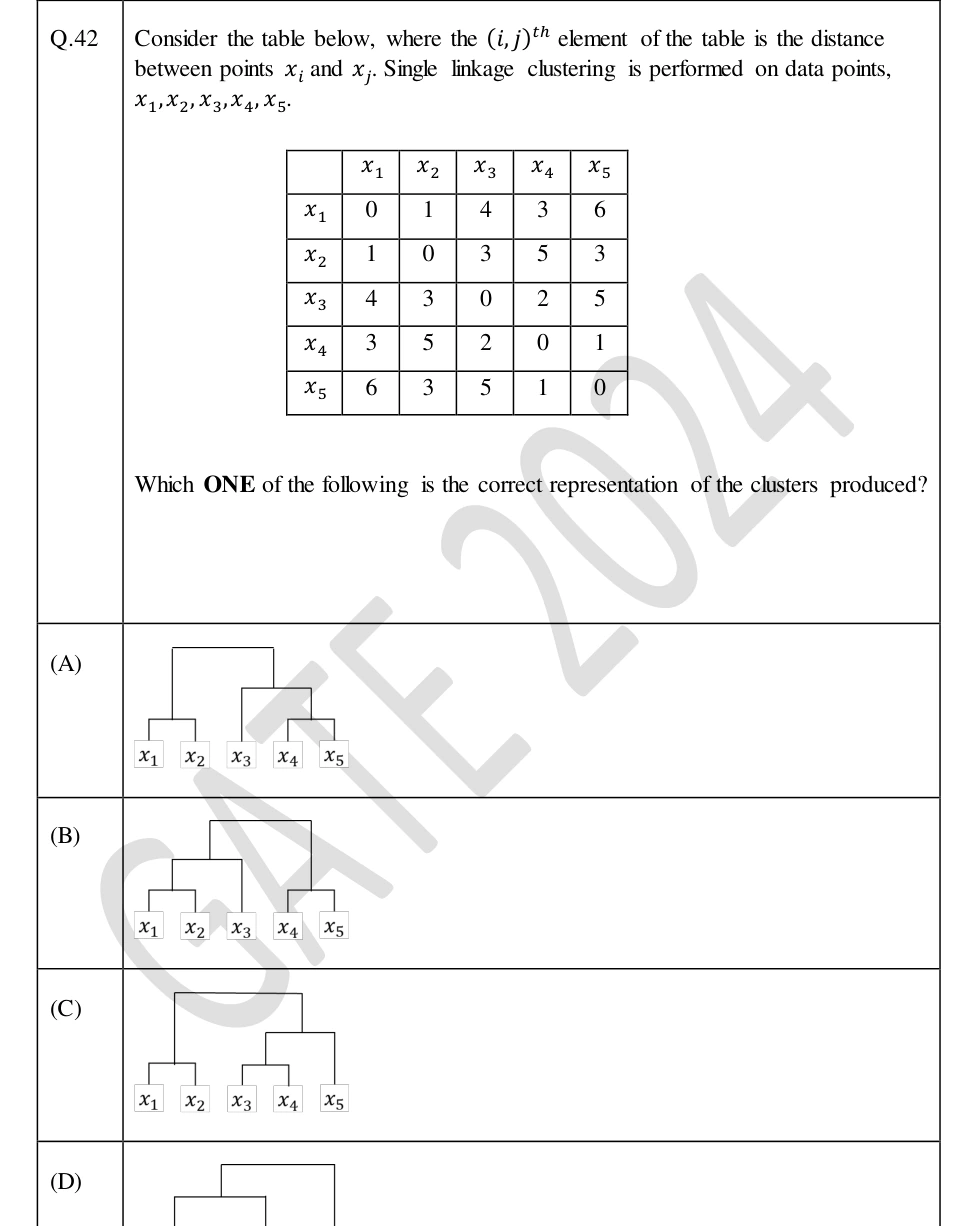 Q.42 Consider the table below, where the (i, j)ᵗʰ element of the table is the distance
between points x₁ and xⱼ. Single linkage clustering is performed on data points,
x₁, x₂, x₃, x₄, x₅.
x₁ x₂ x₃ x₄ x₅
x₁ 0 1 4 3 6
x₂ 1 0 3 5 3
x₃ 4 3 0 2 5
x₄ 3 5 2 0 1
x₅ 6 3 5 1 0
Which ONE of the following is the correct representation of the clusters produced?
(A)
x₁ x₂ x₃ x₄ x₅
(B)
x₁ x₂ x₃ x₄ x₅
(C)
x₁ x₂ x₃ x₄ x₅
(D)
GATE 2024